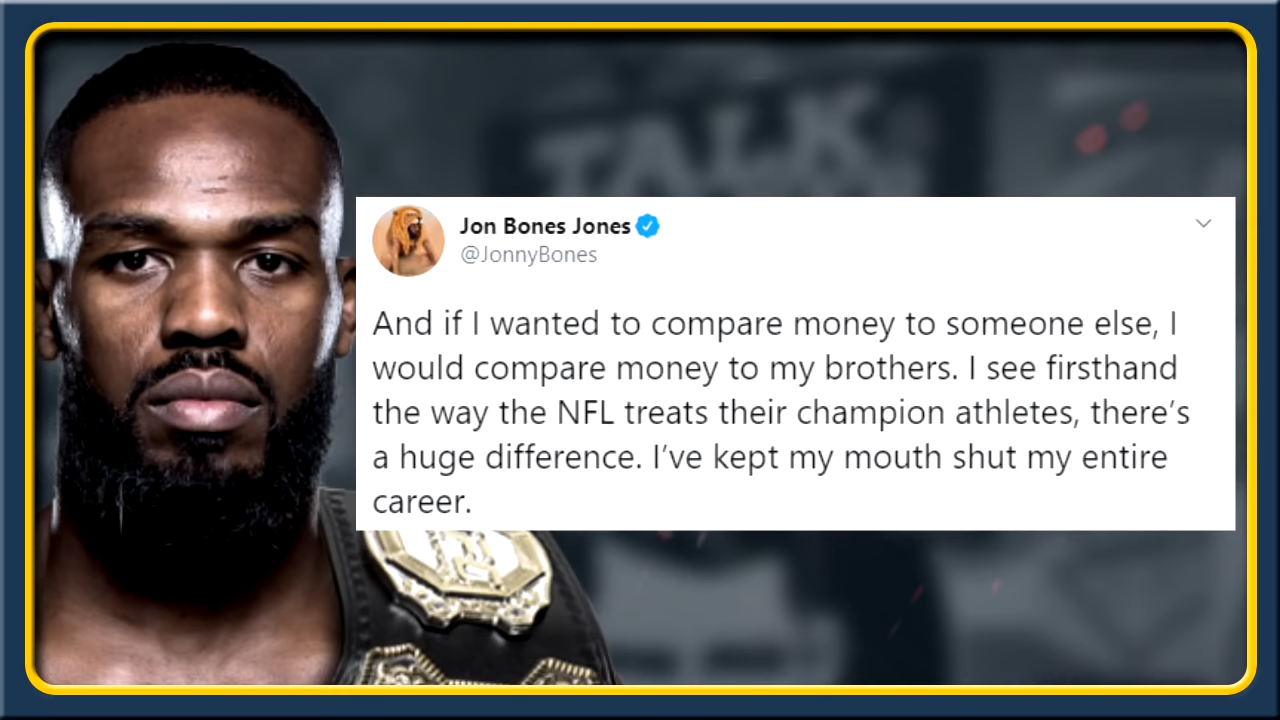 TALK
Jon Bones Jones
@JonnyBones
And if I wanted to compare money to someone else, I
would compare money to my brothers. I see firsthand
the way the NFL treats their champion athletes, there’s
a huge difference. I’ve kept my mouth shut my entire
career.